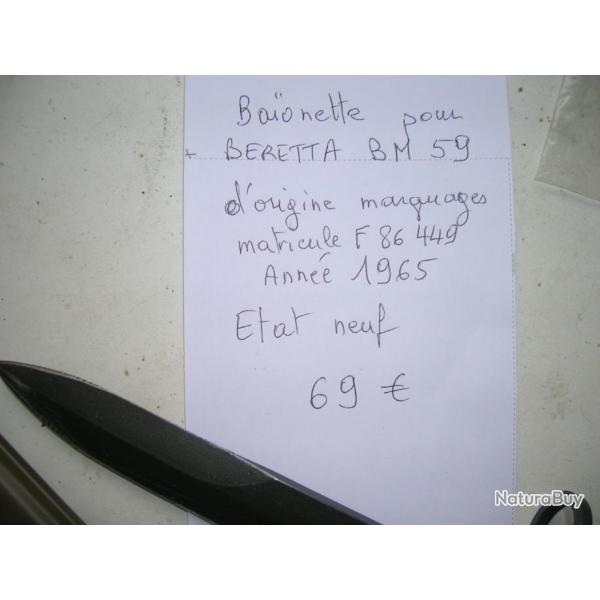 Baïonette pour
BERETTA BM 59
d'origine marquages
matricule F 86 449
Année 1965
Etat neuf
69 €
NaturaBuy